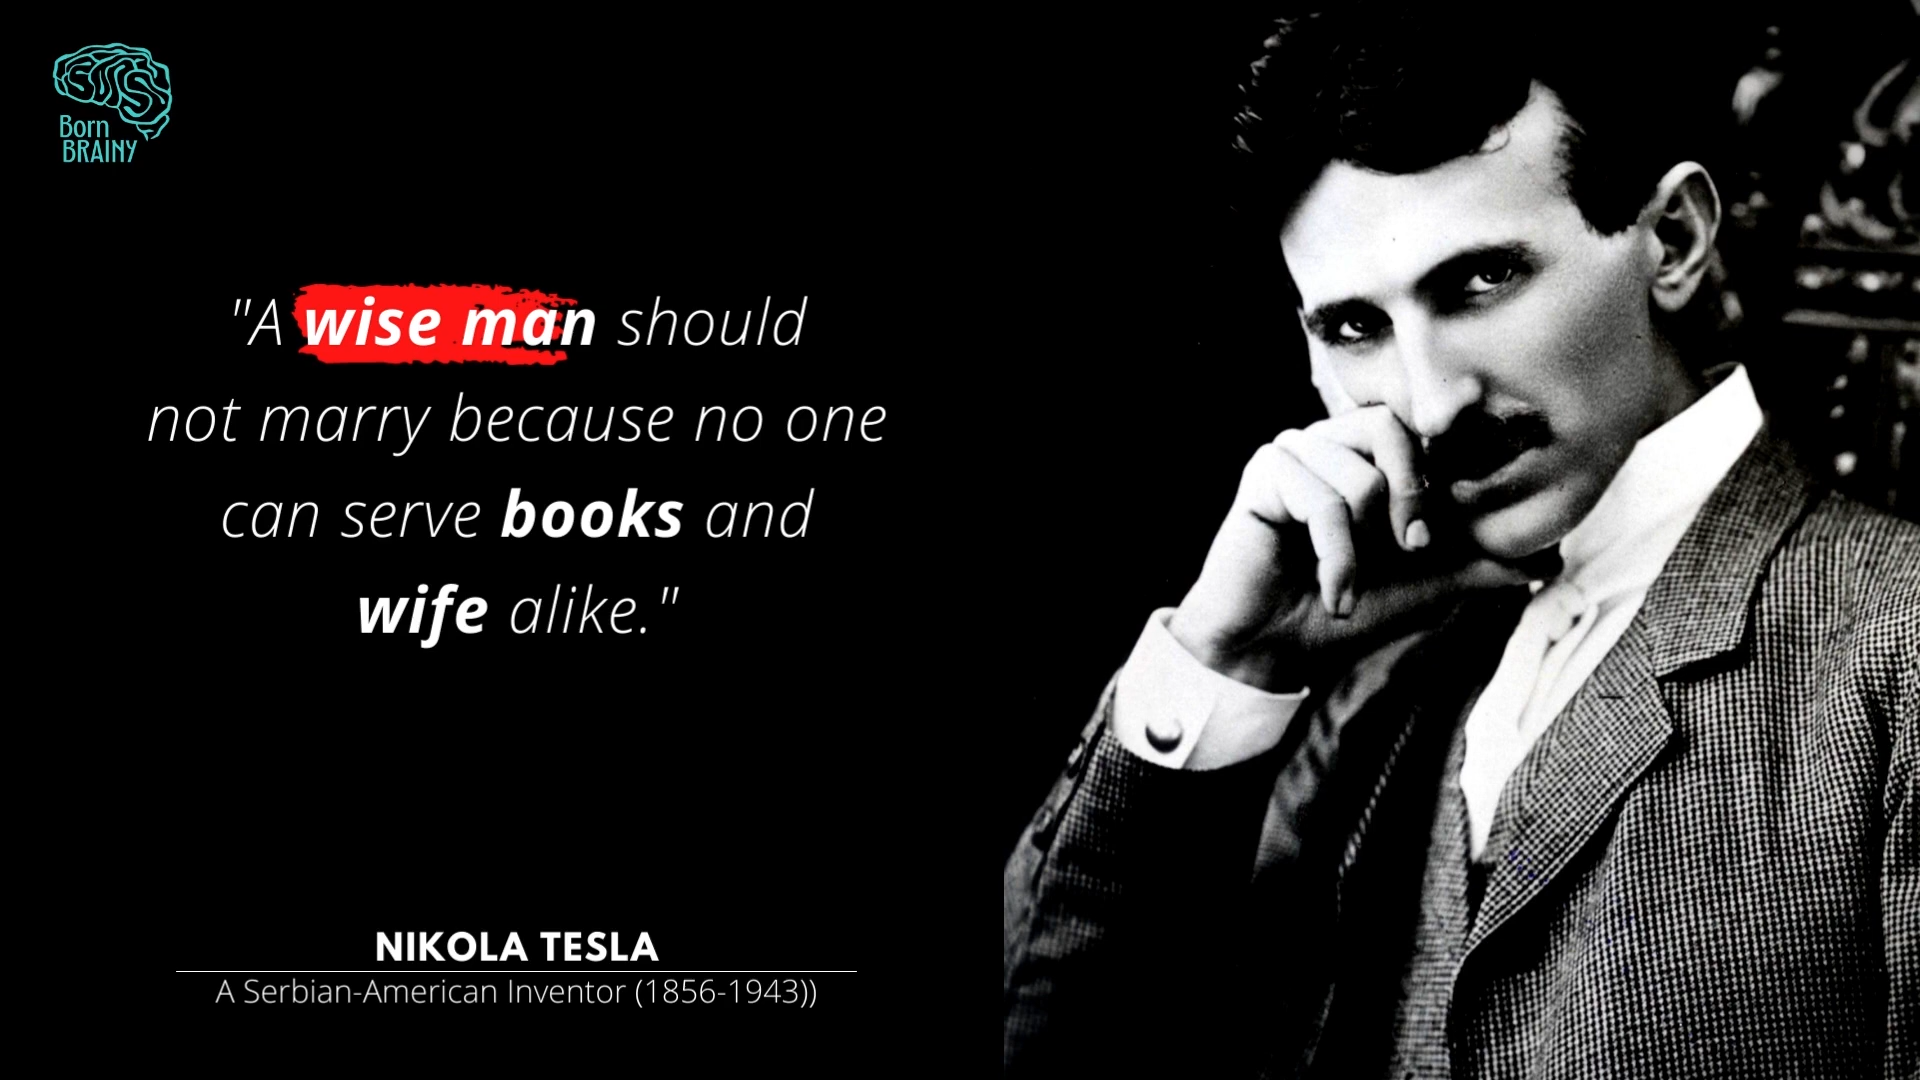 Born
BRAINY
"A wise man should
not marry because no one
can serve books and
wife alike."
NIKOLA TESLA
A Serbian-American Inventor (1856-1943))